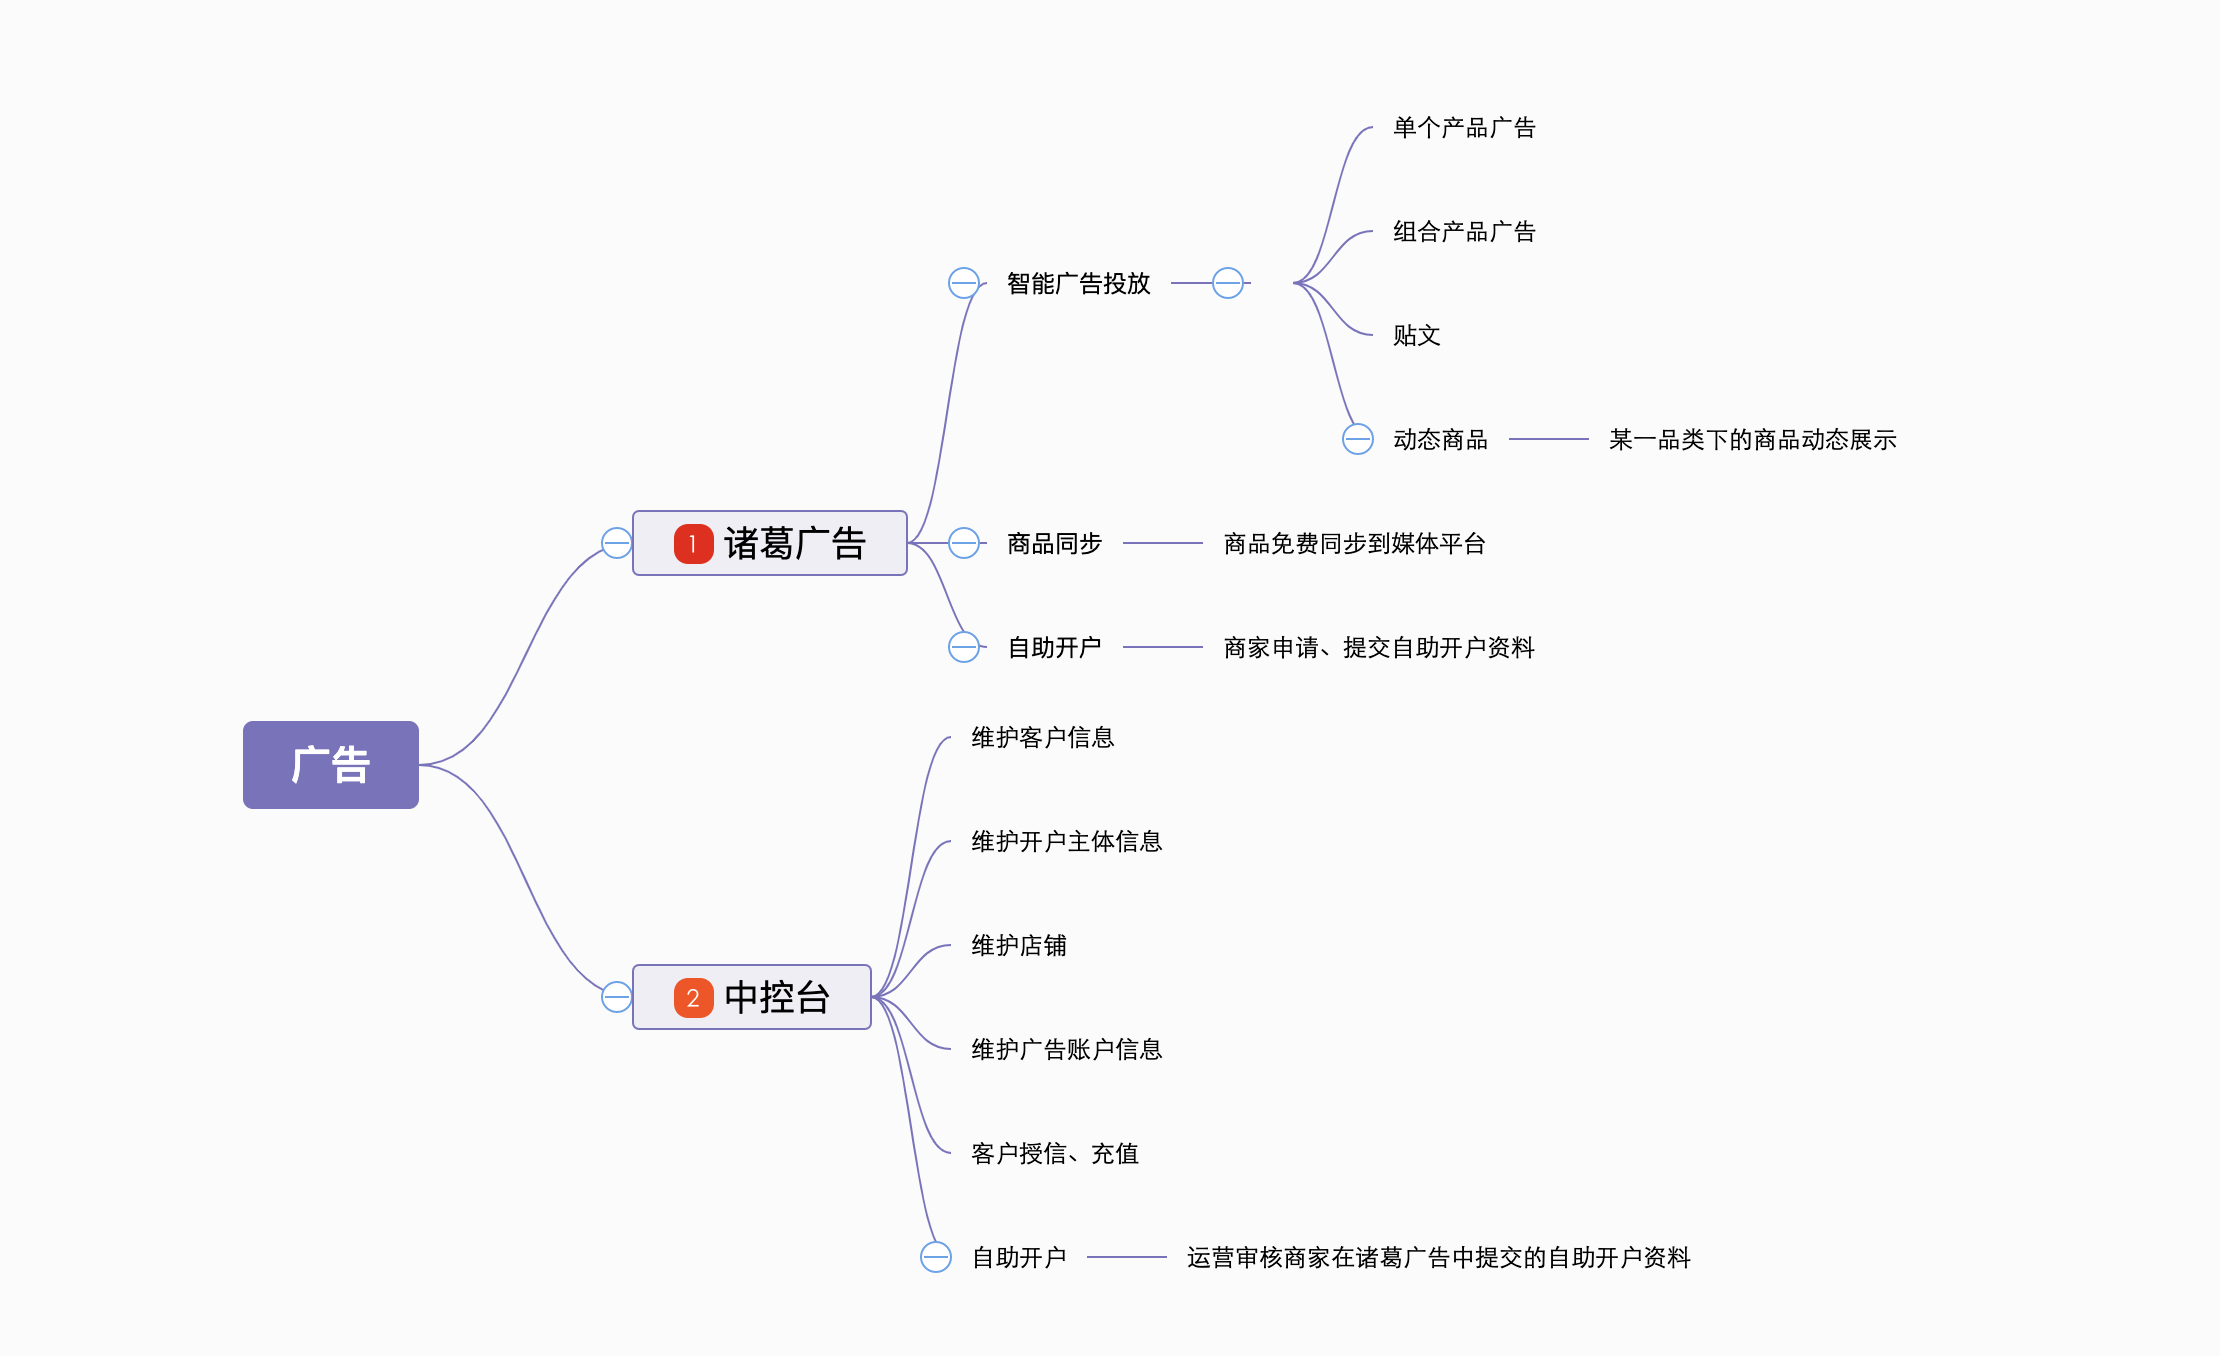 广告
1 诸葛广告
智能广告投放
单个产品广告
组合产品广告
贴文
动态商品
某一品类下的商品动态展示
商品同步
商品免费同步到媒体平台
自助开户
商家申请、提交自助开户资料
2 中控台
维护客户信息
维护开户主体信息
维护店铺
维护广告账户信息
客户授信、充值
自助开户
运营审核商家在诸葛广告中提交的自助开户资料